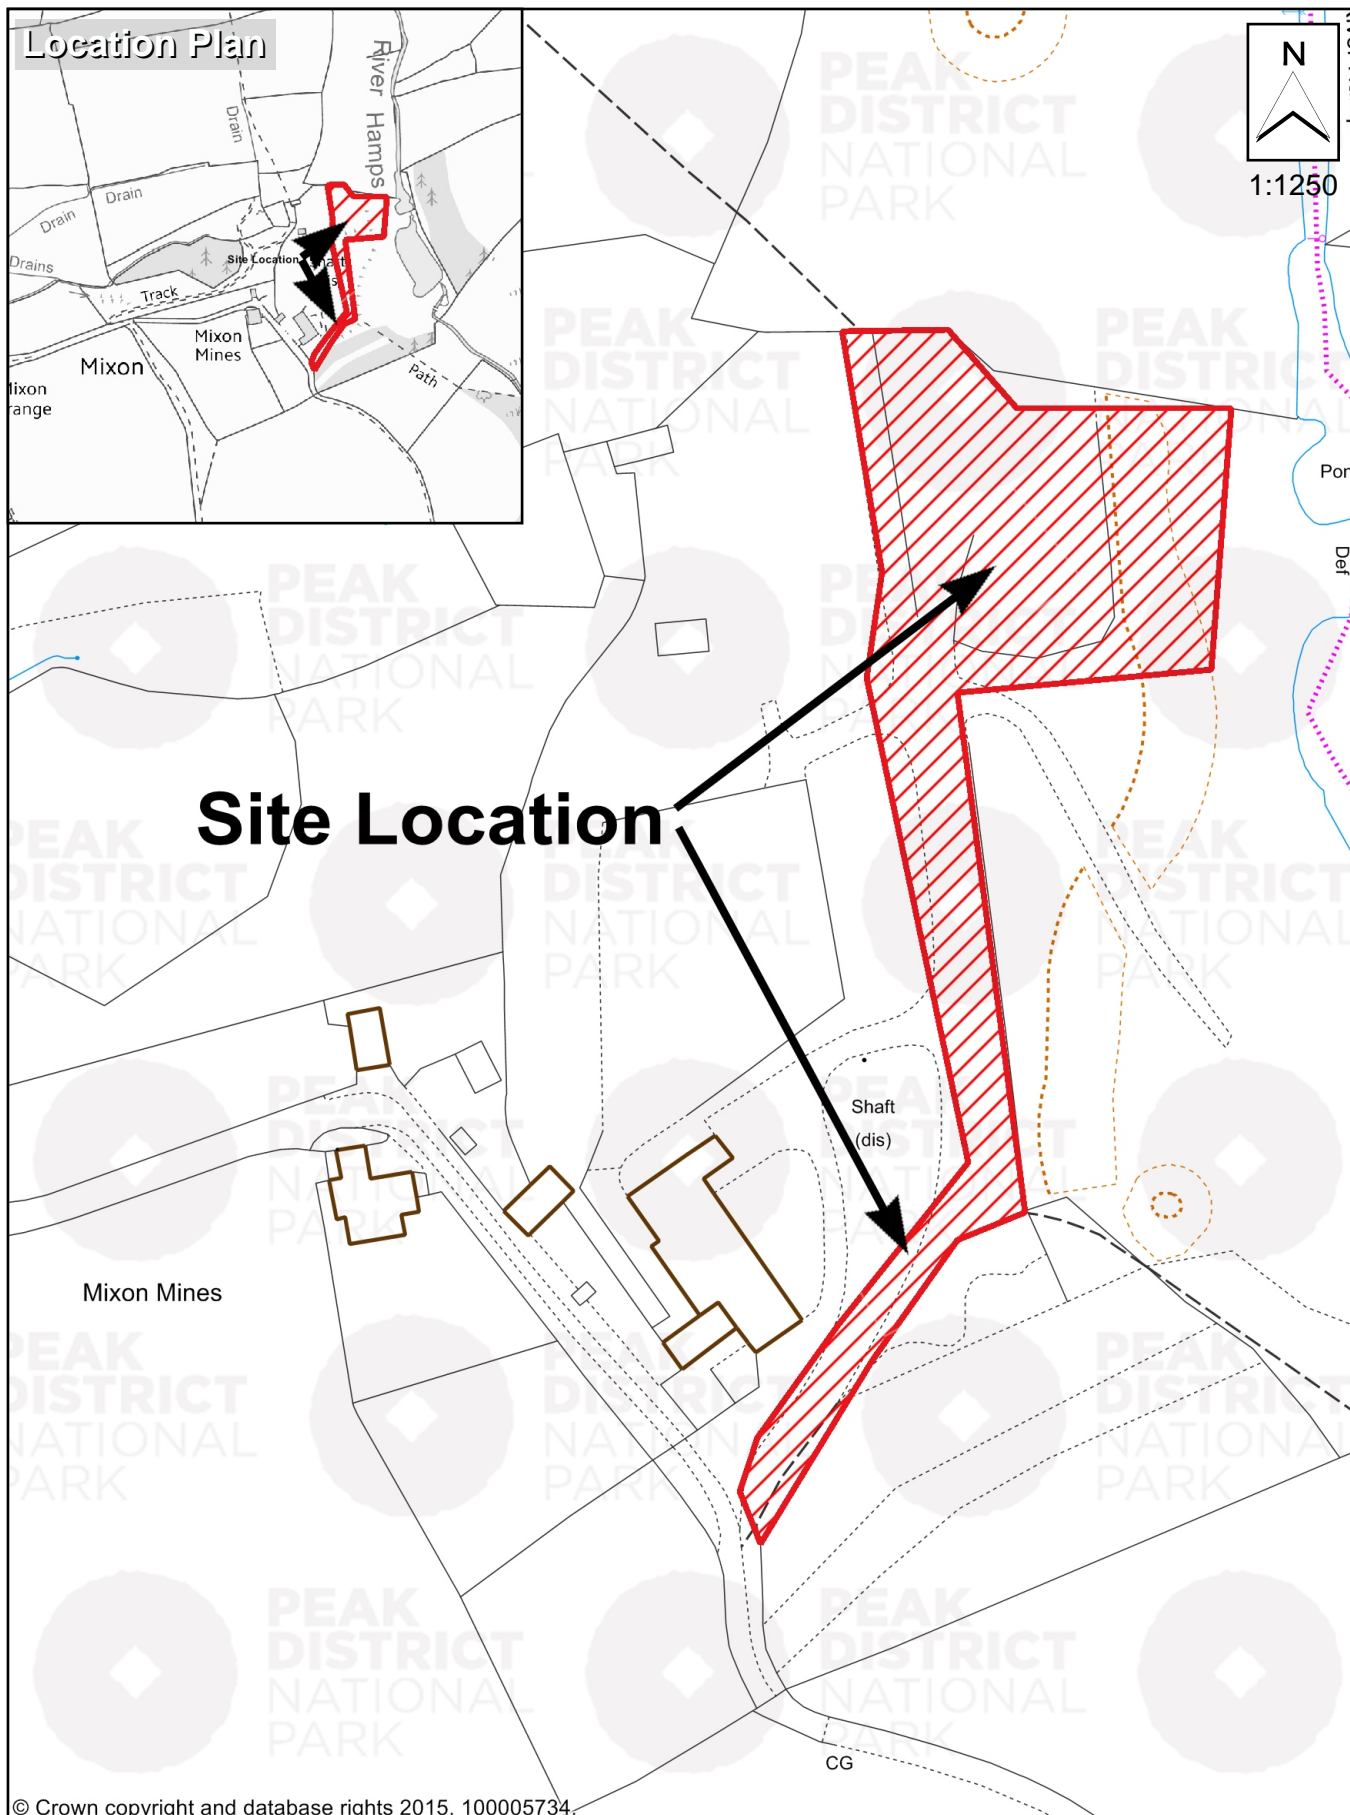 Location Plan
River Hamps
Drain
Drain
Drain
Drains
Track
Site Location
Mixon
Mines
Mixon
Path
N
1:1250
Site Location
Shaft
(dis)
Mixon Mines
CG
PEAK
DISTRICT
NATIONAL
PARK
© Crown copyright and database rights 2015. 100005734.